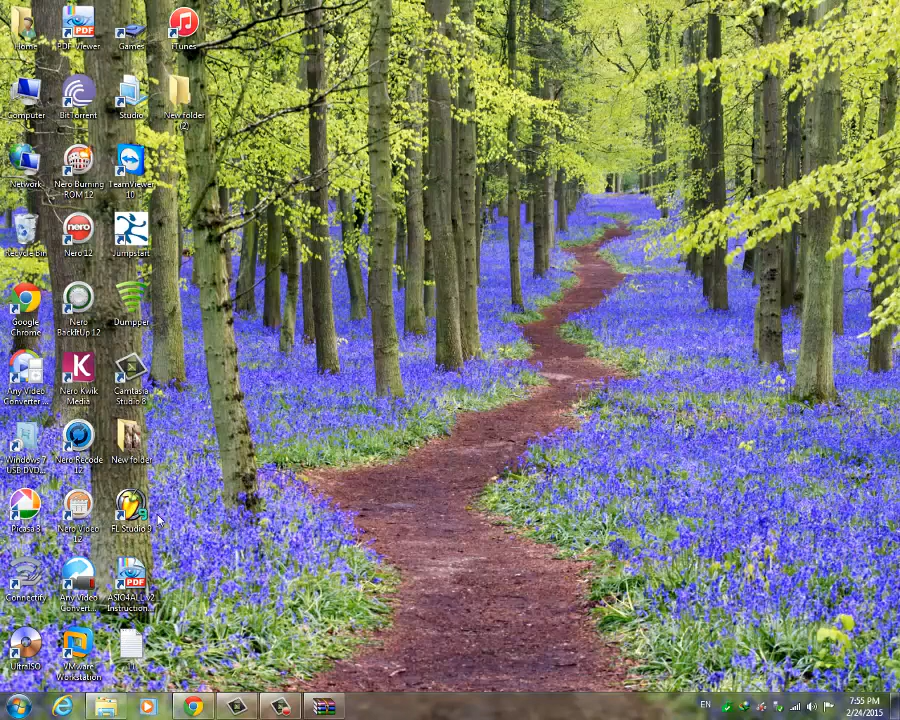 Home
PDF Viewer
Games
iTunes
Computer
BitTorrent
Studio
New folder
(2)
Network
Nero Burning
ROM 12
TeamViewer
10
Recycle Bin
Nero 12
Jumpstart
Google
Chrome
Nero
BackItUp 12
Dumpper
Any Video
Converter ...
Nero Kwik
Media
Camtasia
Studio 8
Windows 7
USB DVD...
Nero Recode
12
New folder
Picasa 3
Nero Video
12
FL Studio 9
Connectify
Any Video
Convert...
ASIO4ALL v2
Instruction...
UltraISO
VMware
Workstation
EN
7:55 PM
2/24/2015